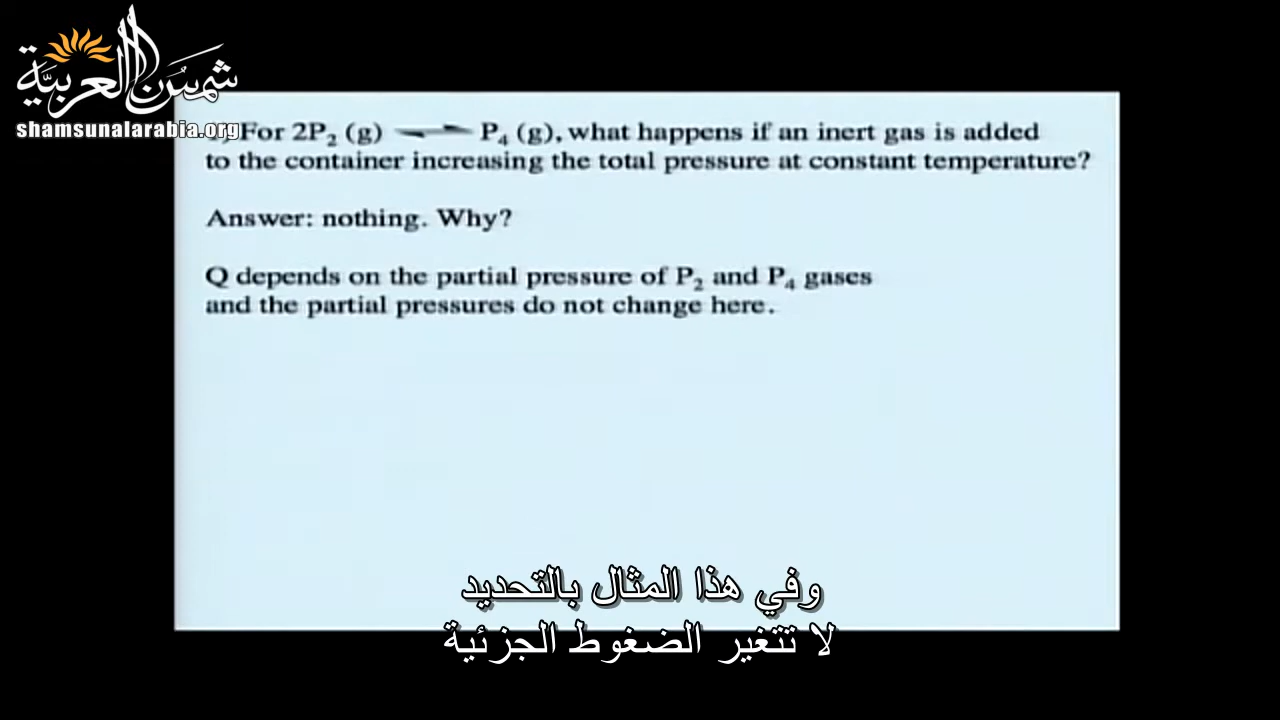 شمس العربية
shamsunalarabia.org
For 2P₂ (g) ⇌ P₄ (g), what happens if an inert gas is added
to the container increasing the total pressure at constant temperature?
Answer: nothing. Why?
Q depends on the partial pressure of P₂ and P₄ gases
and the partial pressures do not change here.
وفي هذا المثال بالتحديد
لا تتغير الضغوط الجزئية